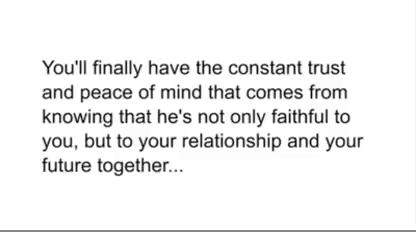 You'll finally have the constant trust
and peace of mind that comes from
knowing that he's not only faithful to
you, but to your relationship and your
future together...